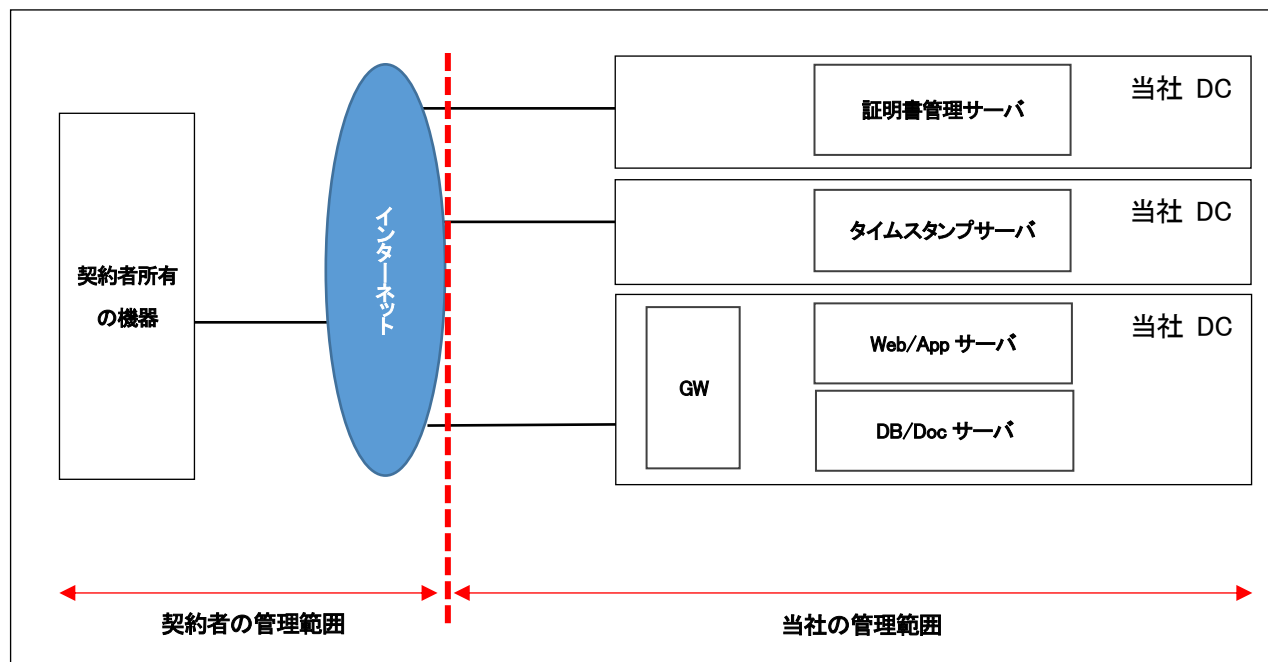 当社 DC
証明書管理サーバ
当社 DC
タイムスタンプサーバ
契約者所有
の機器
インターネット
当社 DC
Web/App サーバ
GW
DB/Doc サーバ
契約者の管理範囲
当社の管理範囲